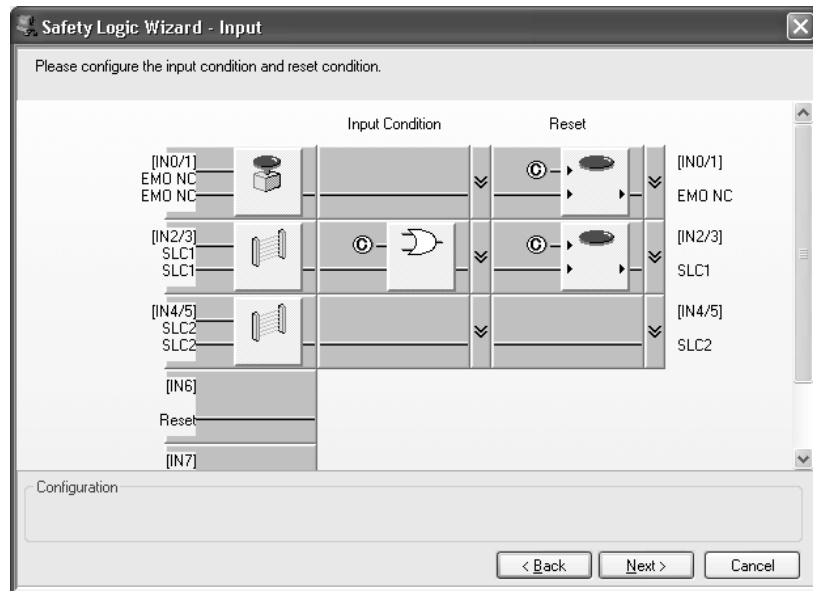 Safety Logic Wizard - Input
Please configure the input condition and reset condition.
Input Condition Reset
[IN0/1] [IN0/1]
EMO NC
EMO NC EMO NC
[IN2/3] [IN2/3]
SLC1
SLC1 SLC1
[IN4/5] [IN4/5]
SLC2
SLC2 SLC2
[IN6]
Reset
[IN7]
Configuration
< Back Next > Cancel